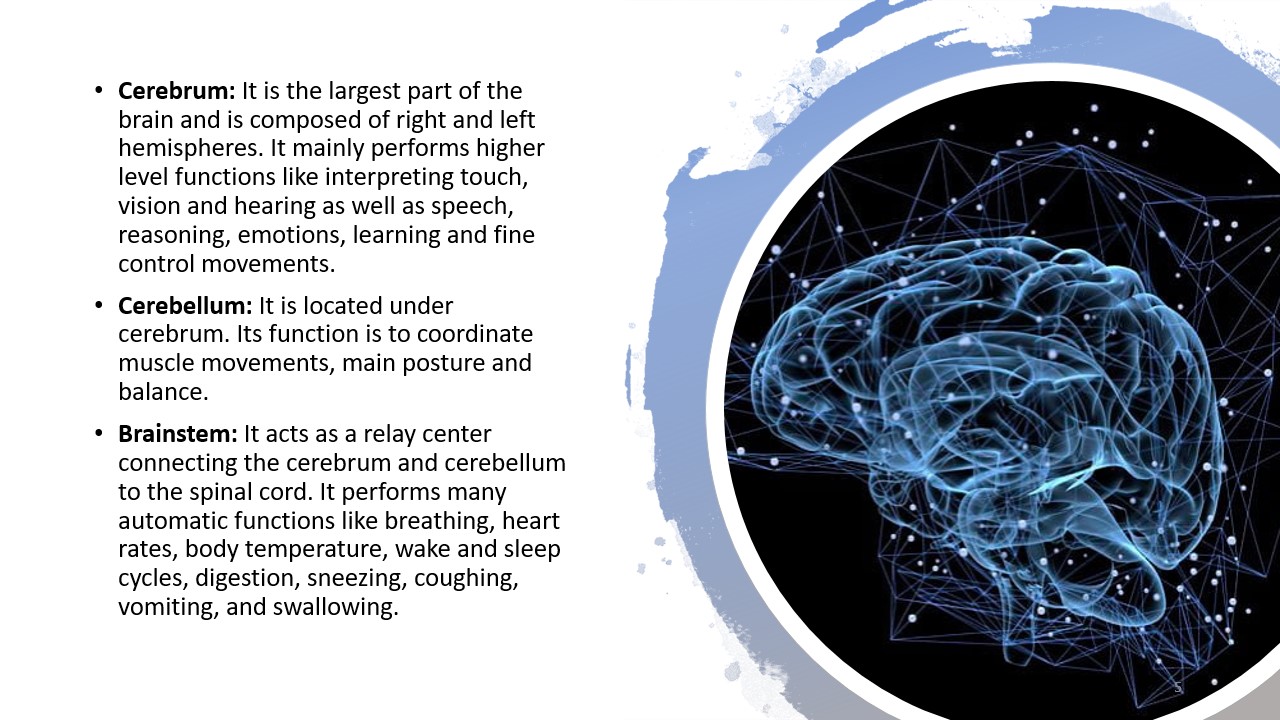 • Cerebrum: It is the largest part of the
brain and is composed of right and left
hemispheres. It mainly performs higher
level functions like interpreting touch,
vision and hearing as well as speech,
reasoning, emotions, learning and fine
control movements.
• Cerebellum: It is located under
cerebrum. Its function is to coordinate
muscle movements, main posture and
balance.
• Brainstem: It acts as a relay center
connecting the cerebrum and cerebellum
to the spinal cord. It performs many
automatic functions like breathing, heart
rates, body temperature, wake and sleep
cycles, digestion, sneezing, coughing,
vomiting, and swallowing.
5